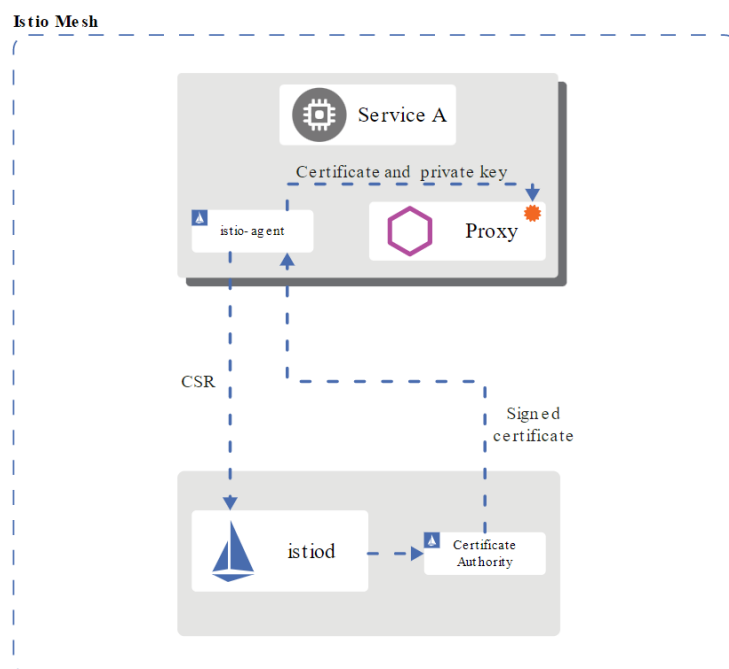 Istio Mesh
Service A
Certificate and private key
istio-agent
Proxy
CSR
Signed
certificate
istiod
Certificate
Authority